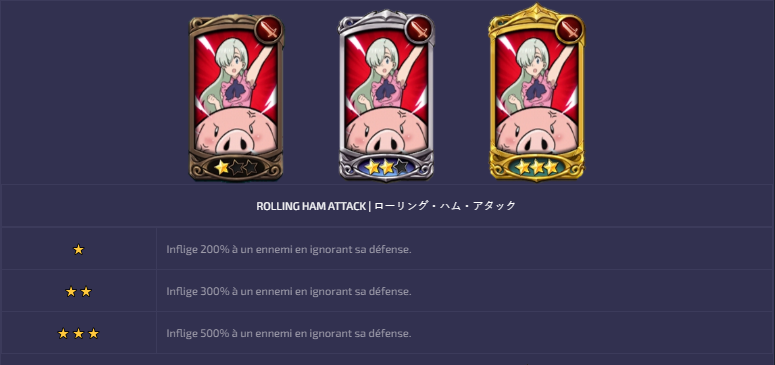 ROLLING HAM ATTACK | ローリング・ハム・アタック
Inflige 200% à un ennemi en ignorant sa défense.
Inflige 300% à un ennemi en ignorant sa défense.
Inflige 500% à un ennemi en ignorant sa défense.